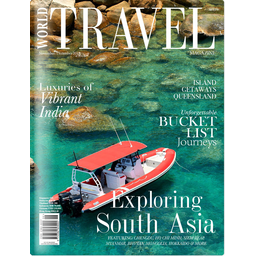 WORLD
TRAVEL
MAGAZINE
Luxuries of
Vibrant
India
ISLAND
GETAWAYS
QUEENSLAND
Unforgettable
BUCKET
LIST
Journeys
Exploring
South Asia